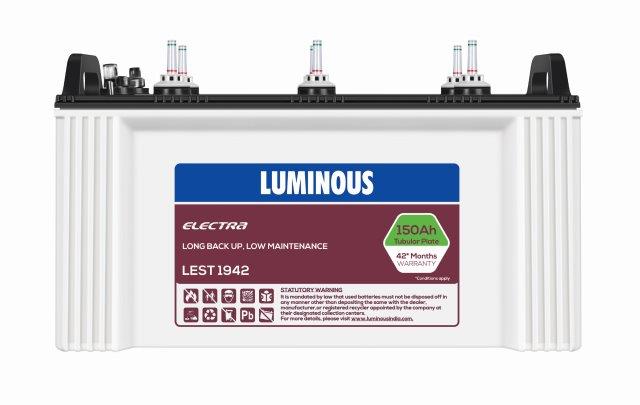 LUMINOUS
ELECTRA
LONG BACK UP, LOW MAINTENANCE
LEST 1942
150Ah
Tubular Plate
42* Months
WARRANTY
*Conditions apply
STATUTORY WARNING
It is mandated by law that used batteries must not be disposed off in
any manner other than depositing the same with the dealer,
manufacturer,or registered recycler appointed by the company at
their designated collection centers.
For more details, please visit www.luminousindia.com.
Pb